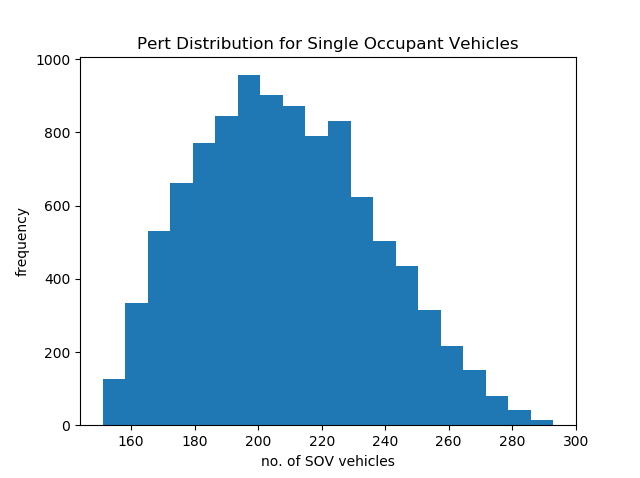 Pert Distribution for Single Occupant Vehicles
1000
800
600
400
200
0
frequency
160 180 200 220 240 260 280 300
no. of SOV vehicles